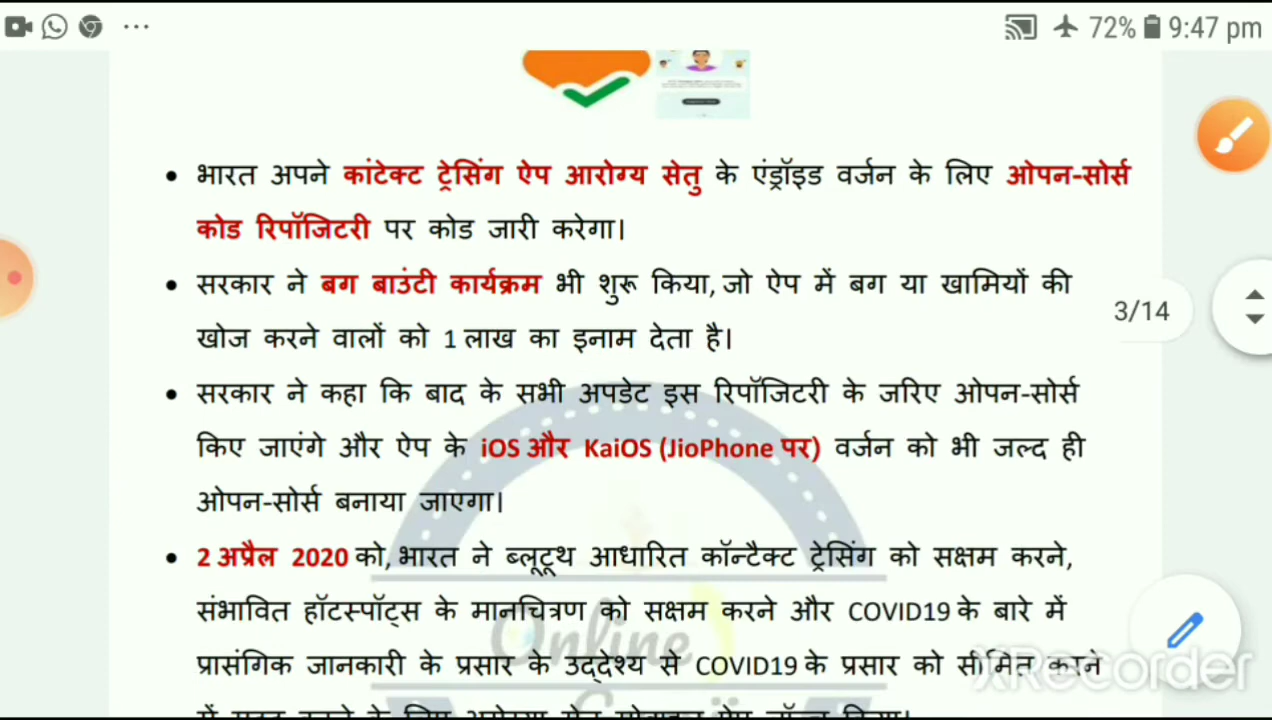 72% 9:47 pm
• भारत अपने कांटेक्ट ट्रेसिंग ऐप आरोग्य सेतु के एंड्रॉइड वर्जन के लिए ओपन-सोर्स
कोड रिपॉजिटरी पर कोड जारी करेगा।
• सरकार ने बग बाउंटी कार्यक्रम भी शुरू किया, जो ऐप में बग या खामियों की
3/14
खोज करने वालों को 1 लाख का इनाम देता है।
• सरकार ने कहा कि बाद के सभी अपडेट इस रिपॉजिटरी के जरिए ओपन-सोर्स
किए जाएंगे और ऐप के iOS और KaiOS (JioPhone पर) वर्जन को भी जल्द ही
ओपन-सोर्स बनाया जाएगा।
• 2 अप्रैल 2020 को, भारत ने ब्लूटूथ आधारित कॉन्टैक्ट ट्रेसिंग को सक्षम करने,
संभावित हॉटस्पॉट्स के मानचित्रण को सक्षम करने और COVID19 के बारे में
Online
प्रासंगिक जानकारी के प्रसार के उद्देश्य से COVID19 के प्रसार को सीमित करने
XRecorder